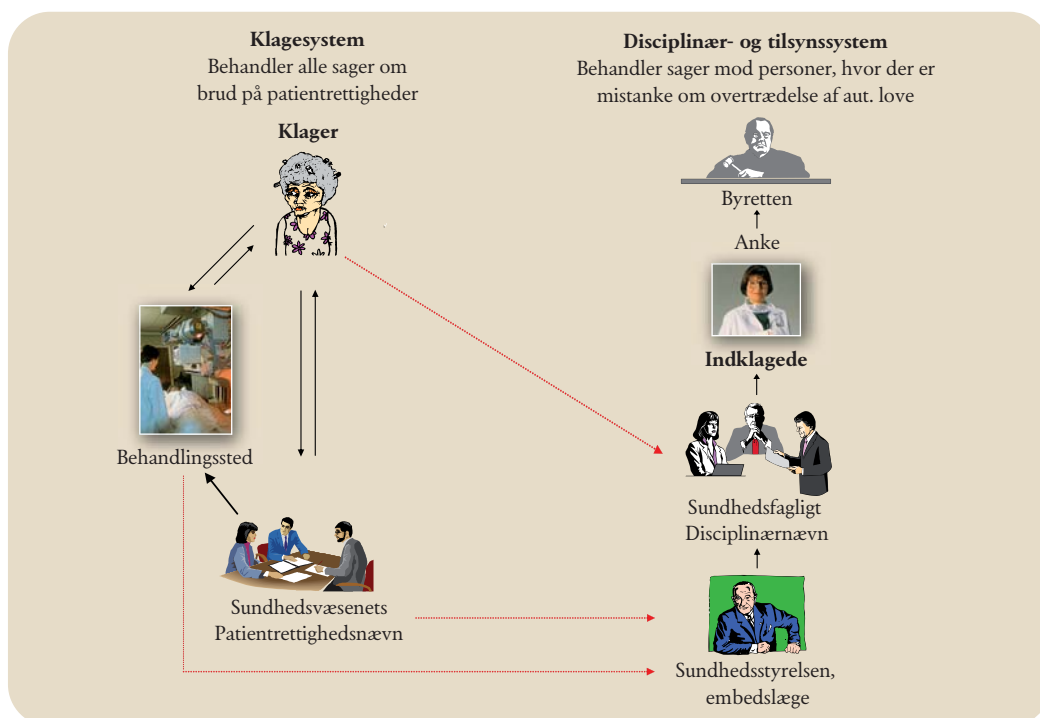 Klagesystem
Behandler alle sager om
brud på patientrettigheder
Klager
Behandlingssted
Sundhedsvæsenets
Patientrettighedsnævn
Disciplinær- og tilsynssystem
Behandler sager mod personer, hvor der er
mistanke om overtrædelse af aut. love
Byretten
Anke
Indklagede
Sundhedsfagligt
Disciplinærnævn
Sundhedsstyrelsen,
embedslæge